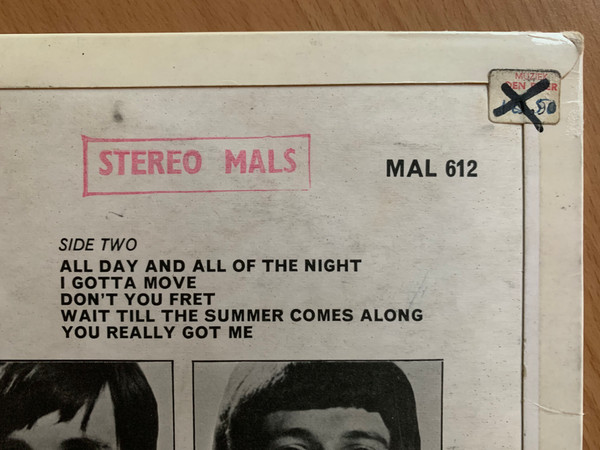 MUZIEK
STEREO MALS
MAL 612
SIDE TWO
ALL DAY AND ALL OF THE NIGHT
I GOTTA MOVE
DON'T YOU FRET
WAIT TILL THE SUMMER COMES ALONG
YOU REALLY GOT ME